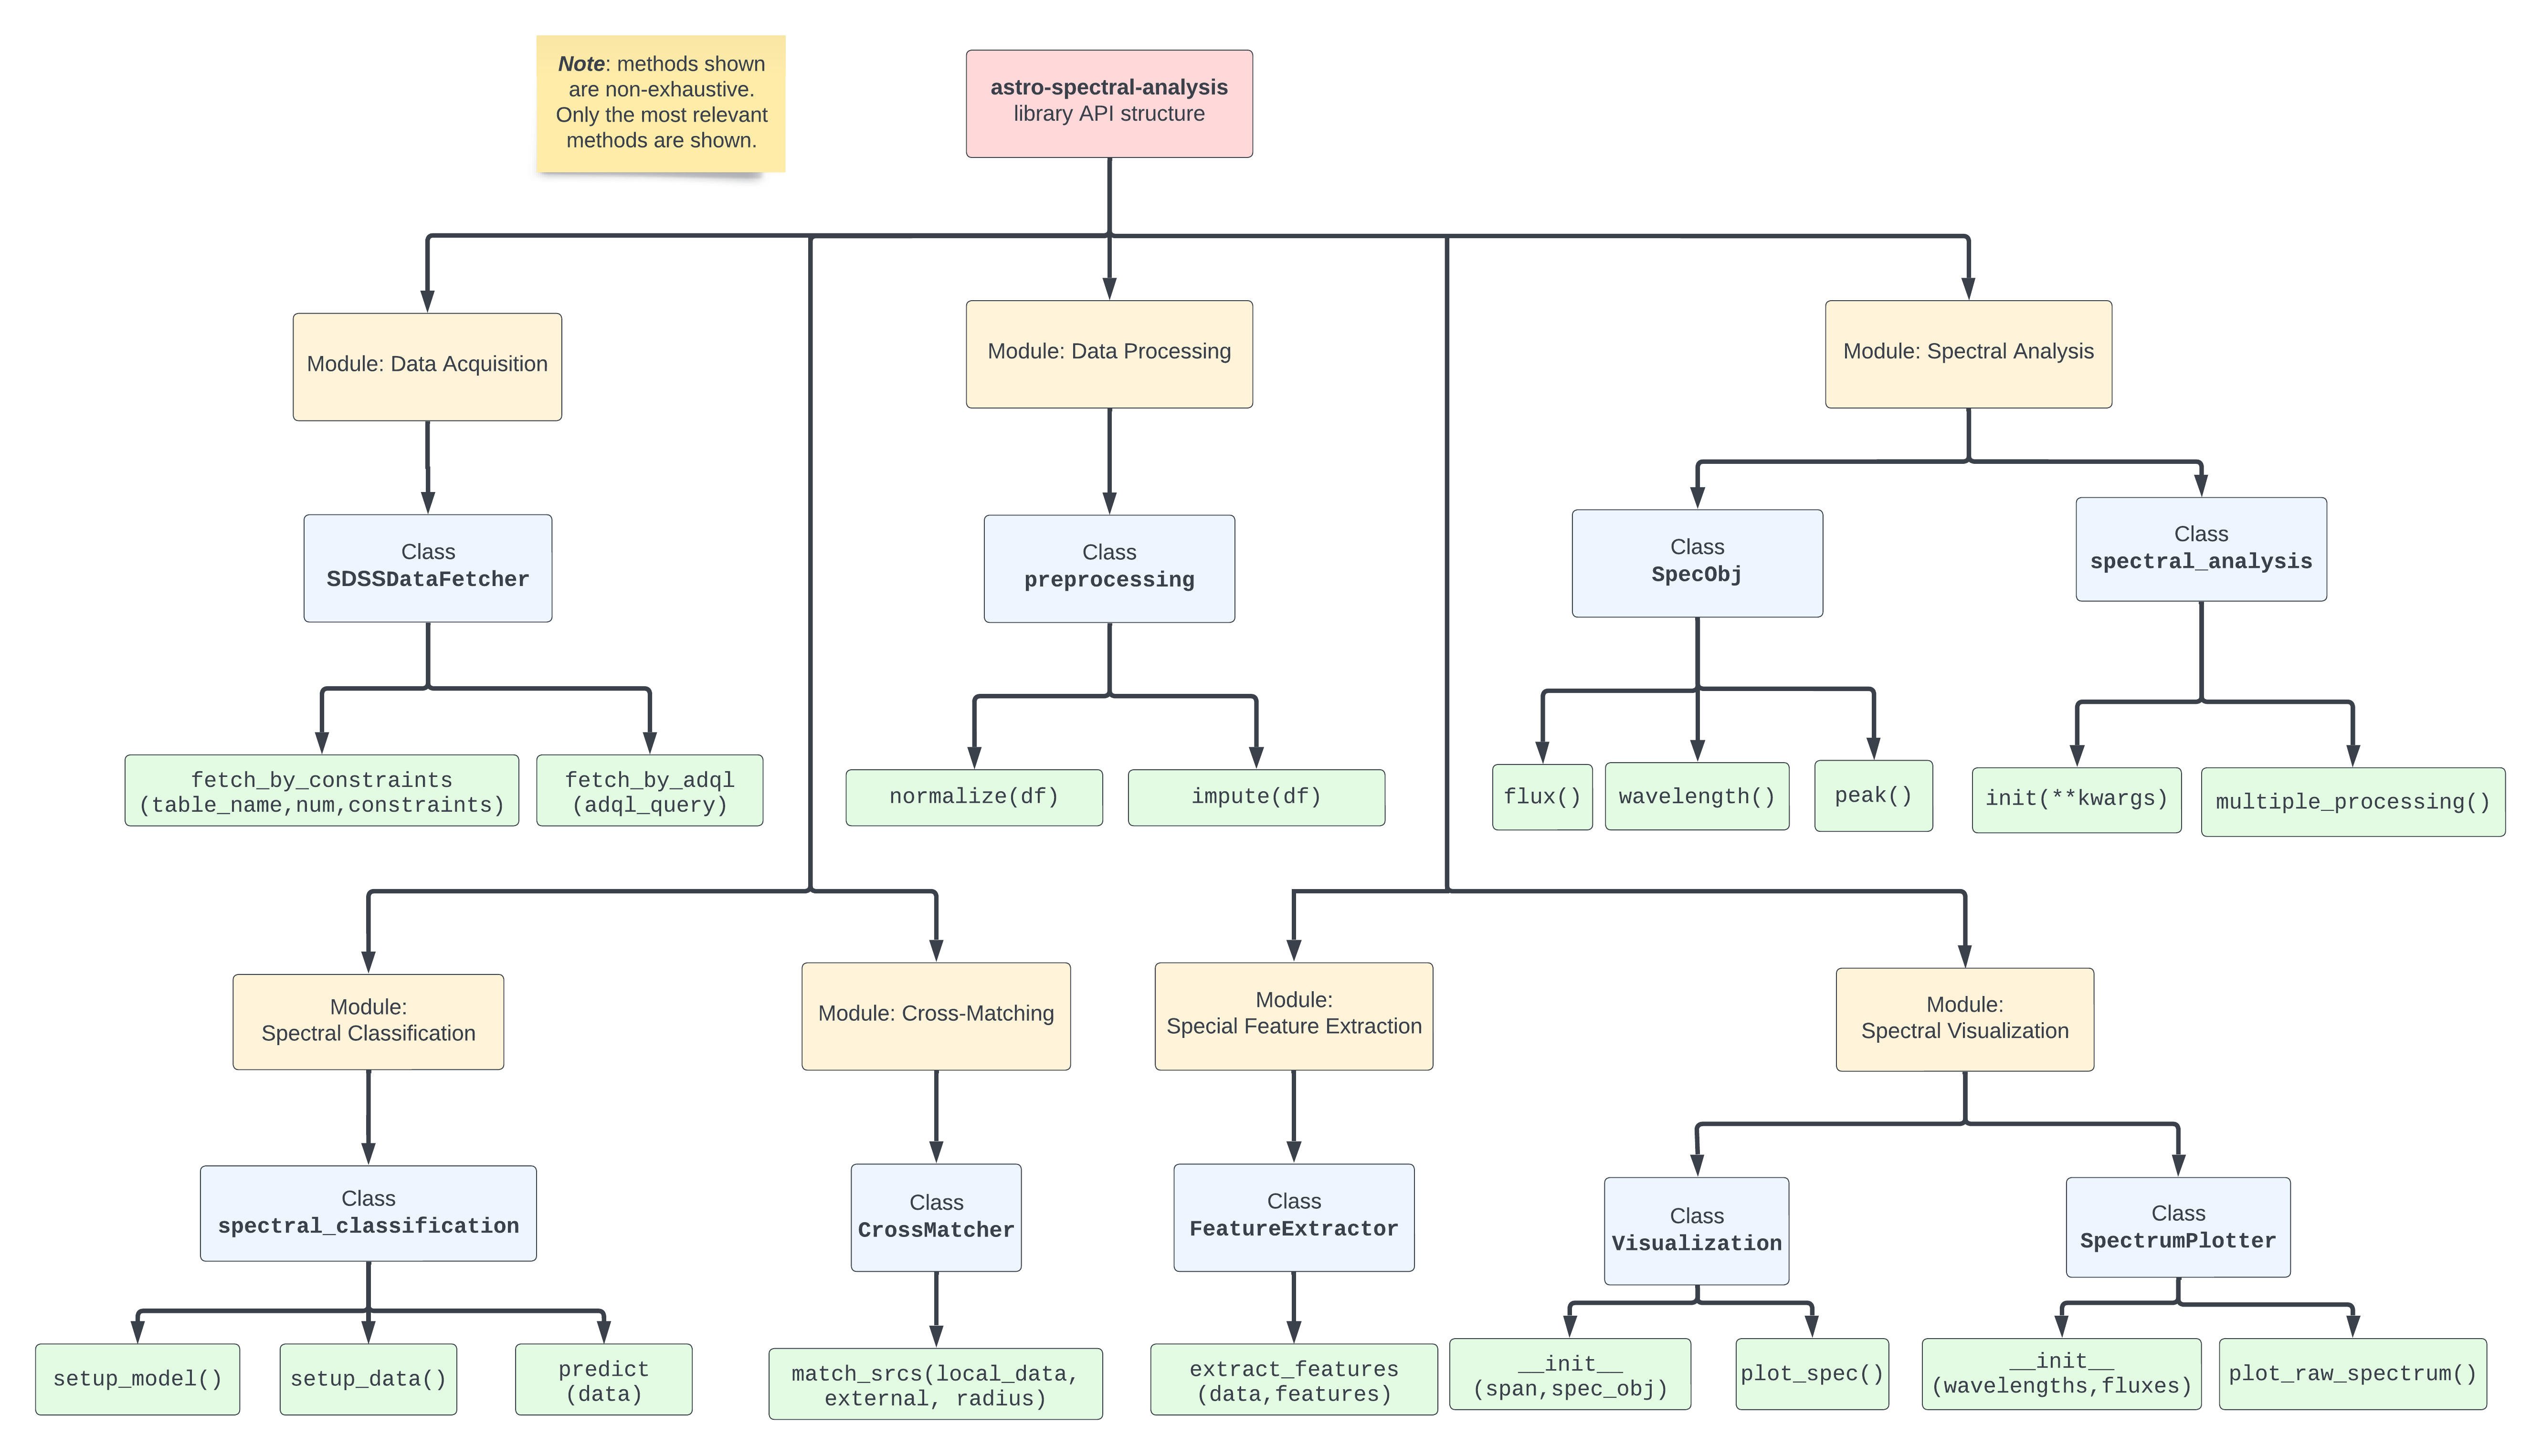 Note: methods shown
are non-exhaustive.
Only the most relevant
methods are shown.
astro-spectral-analysis
library API structure
Module: Data Acquisition
Module: Data Processing
Module: Spectral Analysis
Class
SDSSDataFetcher
Class
preprocessing
Class
SpecObj
Class
spectral_analysis
fetch_by_constraints
(table_name,num,constraints)
fetch_by_adql
(adql_query)
normalize(df)
impute(df)
flux()
wavelength()
peak()
init(**kwargs)
multiple_processing()
Module:
Spectral Classification
Module: Cross-Matching
Module:
Special Feature Extraction
Module:
Spectral Visualization
Class
spectral_classification
Class
CrossMatcher
Class
FeatureExtractor
Class
Visualization
Class
SpectrumPlotter
setup_model()
setup_data()
predict
(data)
match_srcs(local_data,
external, radius)
extract_features
(data,features)
__init__
(span,spec_obj)
plot_spec()
__init__
(wavelengths,fluxes)
plot_raw_spectrum()